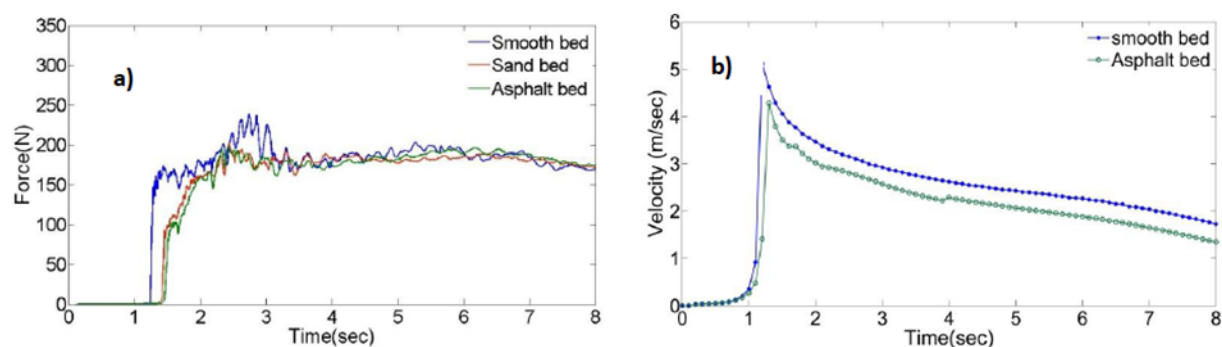 350
300
250
200
150
100
50
0
Force(N)
a)
Smooth bed
Sand bed
Asphalt bed
0 1 2 3 4 5 6 7 8
Time(sec)
6
5
4
3
2
1
0
Velocity (m/sec)
b)
smooth bed
Asphalt bed
0 1 2 3 4 5 6 7 8
Time(sec)